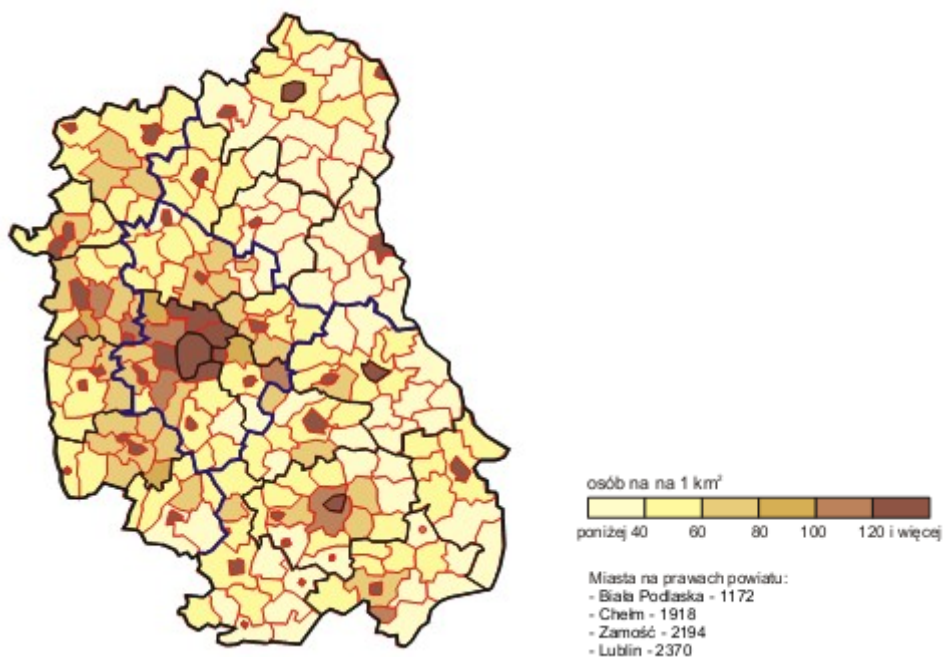 osób na na 1 km²
poniżej 40 60 80 100 120 i więcej
Miasta na prawach powiatu:
- Biała Podlaska - 1172
- Chełm - 1918
- Zamość - 2194
- Lublin - 2370